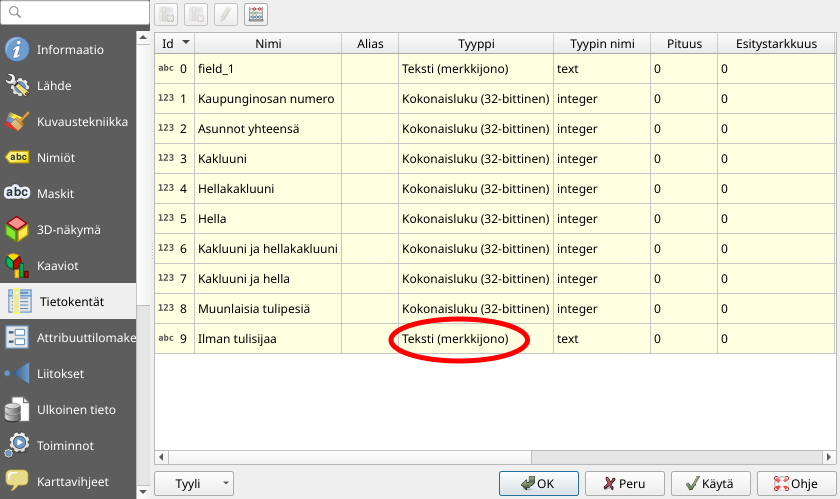 Informaatio
Lähde
Kuvaustekniikka
abc Nimiöt
abc Maskit
3D-näkymä
Kaaviot
Tietokentät
Attribuuttilomake
Liitokset
Ulkoinen tieto
Toiminnot
Karttavihjeet
Id Nimi Alias Tyyppi Tyypin nimi Pituus Esitystarkkuus
abc 0 field_1 Teksti (merkkijono) text 0 0
123 1 Kaupunginosan numero Kokonaisluku (32-bittinen) integer 0 0
123 2 Asunnot yhteensä Kokonaisluku (32-bittinen) integer 0 0
123 3 Kakluuni Kokonaisluku (32-bittinen) integer 0 0
123 4 Hellakakluuni Kokonaisluku (32-bittinen) integer 0 0
123 5 Hella Kokonaisluku (32-bittinen) integer 0 0
123 6 Kakluuni ja hellakakluuni Kokonaisluku (32-bittinen) integer 0 0
123 7 Kakluuni ja hella Kokonaisluku (32-bittinen) integer 0 0
123 8 Muunlaisia tulipesiä Kokonaisluku (32-bittinen) integer 0 0
abc 9 Ilman tulisijaa Teksti (merkkijono) text 0 0
Tyyli OK Peru Käytä Ohje